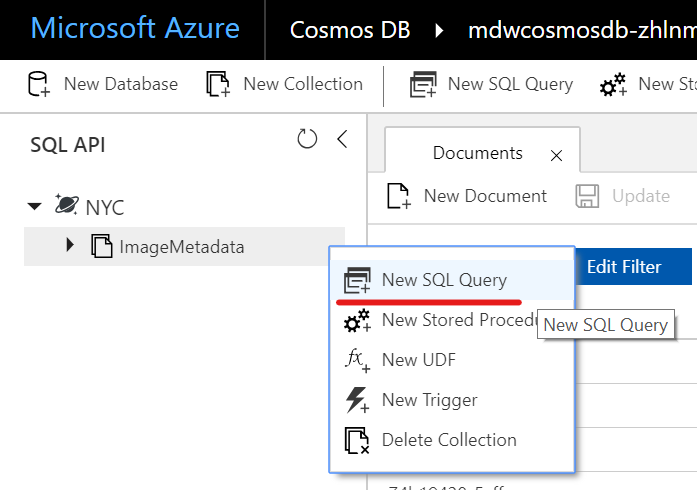 Microsoft Azure Cosmos DB mdwcosmosdb-zhlnm
New Database New Collection New SQL Query New Sto
SQL API
Documents
New Document Update
NYC
ImageMetadata
Edit Filter
New SQL Query
New Stored Procedu
New SQL Query
New UDF
New Trigger
Delete Collection